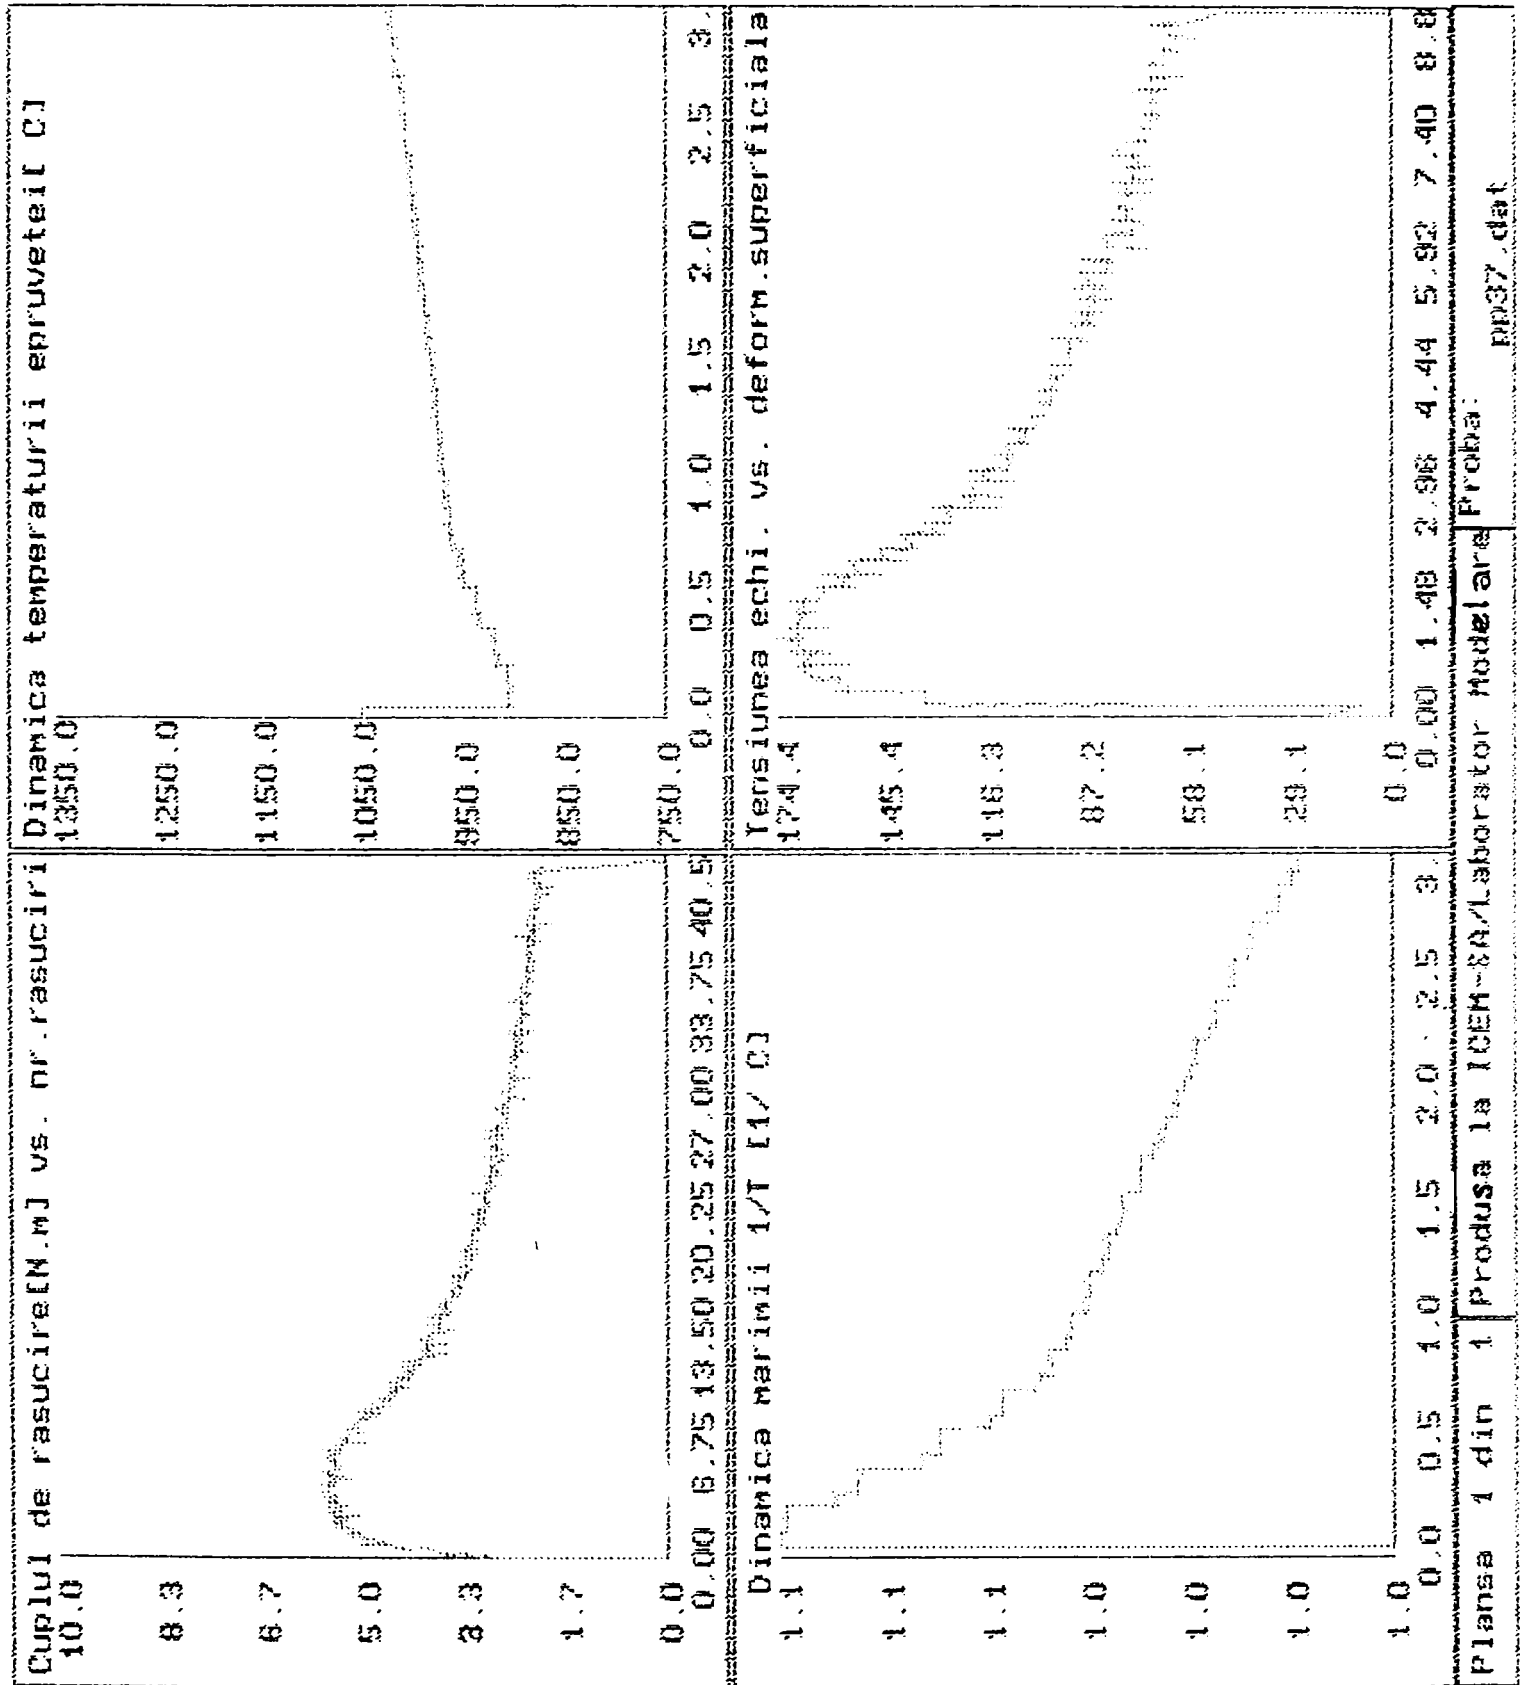 Cuplul de rasucire[N.m] vs. nr.rasuciri
10.0
8.3
6.7
5.0
3.3
1.7
0.0
0.00 6.75 13.50 20.25 27.00 33.75 40.5
Dinamica temperaturii epruvetei[ C]
1350.0
1250.0
1150.0
1050.0
950.0
850.0
750.0
0.0 0.5 1.0 1.5 2.0 2.5 3.
Dinamica marimii 1/T [1/ C]
1.1
1.1
1.1
1.0
1.0
1.0
1.0
0.0 0.5 1.0 1.5 2.0 2.5 3.
Tensiunea echi. vs. deform.superficiala
174.4
145.4
116.3
87.2
58.1
29.1
0.0
0.00 1.48 2.96 4.44 5.92 7.40 8.8
Plansa 1 din 1
Produsa la ICEM-SA/Laborator Modelare
Proba:
pp37.dat